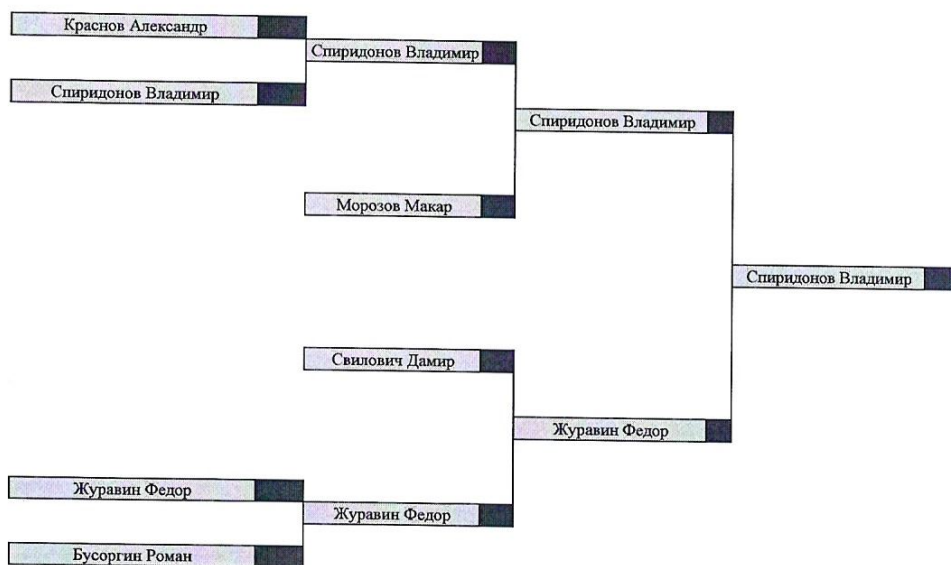 Краснов Александр
Спиридонов Владимир
Спиридонов Владимир
Спиридонов Владимир
Морозов Макар
Спиридонов Владимир
Свилович Дамир
Журавин Федор
Журавин Федор
Журавин Федор
Бусоргин Роман